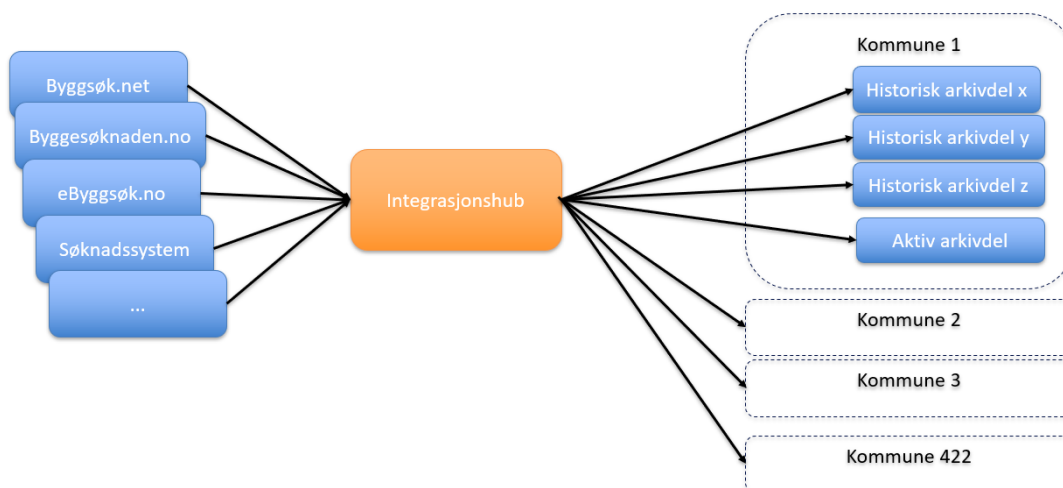 Byggsøk.net
Byggesøknaden.no
eByggsøk.no
Søknadssystem
...
Integrasjonshub
Kommune 1
Historisk arkivdel x
Historisk arkivdel y
Historisk arkivdel z
Aktiv arkivdel
Kommune 2
Kommune 3
Kommune 422